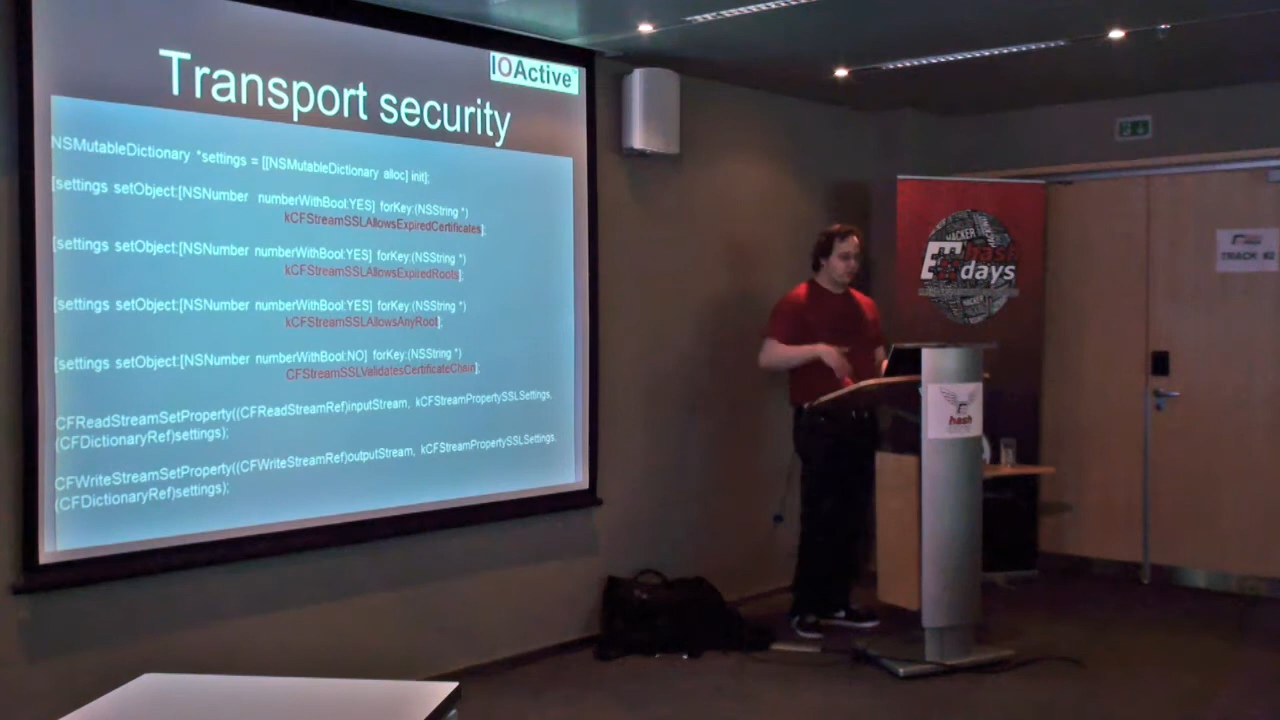 Transport security
IOActive
NSMutableDictionary *settings = [[NSMutableDictionary alloc] init];
[settings setObject:[NSNumber numberWithBool:YES] forKey:(NSString *)
kCFStreamSSLAllowsExpiredCertificates];
[settings setObject:[NSNumber numberWithBool:YES] forKey:(NSString *)
kCFStreamSSLAllowsExpiredRoots];
[settings setObject:[NSNumber numberWithBool:YES] forKey:(NSString *)
kCFStreamSSLAllowsAnyRoot];
[settings setObject:[NSNumber numberWithBool:NO] forKey:(NSString *)
CFStreamSSLValidatesCertificateChain];
CFReadStreamSetProperty((CFReadStreamRef)inputStream, kCFStreamPropertySSLSettings,
(CFDictionaryRef)settings);
CFWriteStreamSetProperty((CFWriteStreamRef)outputStream, kCFStreamPropertySSLSettings,
(CFDictionaryRef)settings);
HACKER
hash
days
hash
TRACK #2